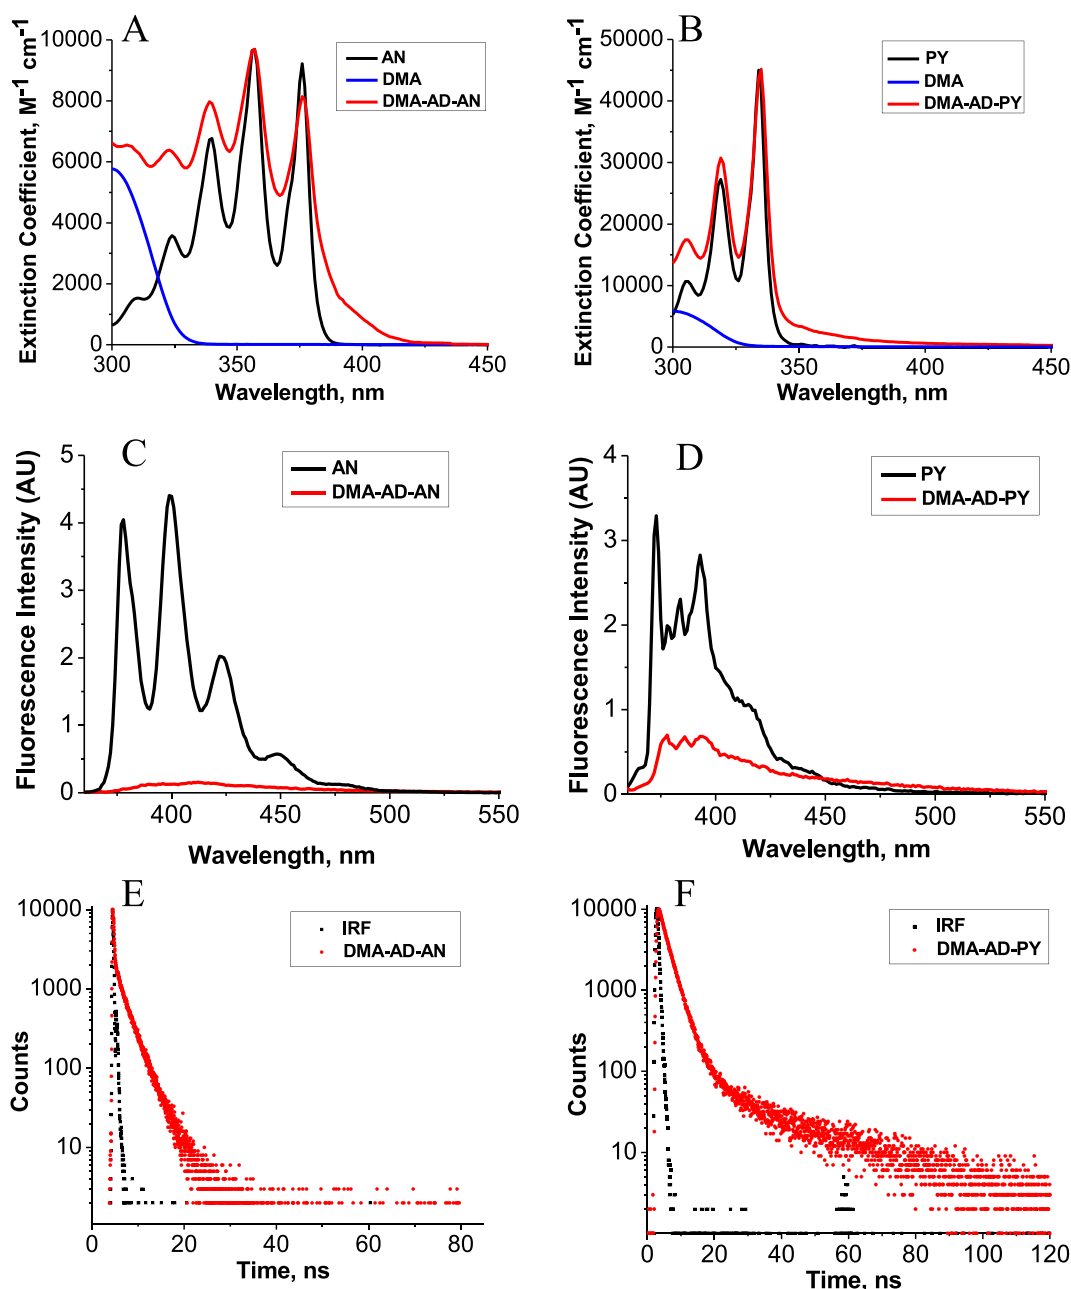 A
Extinction Coefficient, M⁻¹ cm⁻¹
10000
8000
6000
4000
2000
0
AN
DMA
DMA-AD-AN
300
350
400
450
Wavelength, nm
B
Extinction Coefficient, M⁻¹ cm⁻¹
50000
40000
30000
20000
10000
0
PY
DMA
DMA-AD-PY
300
350
400
450
Wavelength, nm
C
Fluorescence Intensity (AU)
5
4
3
2
1
0
AN
DMA-AD-AN
400
450
500
550
Wavelength, nm
D
Fluorescence Intensity (AU)
4
3
2
1
0
PY
DMA-AD-PY
400
450
500
550
Wavelength, nm
E
Counts
10000
1000
100
10
IRF
DMA-AD-AN
0
20
40
60
80
Time, ns
F
Counts
10000
1000
100
10
IRF
DMA-AD-PY
0
20
40
60
80
100
120
Time, ns